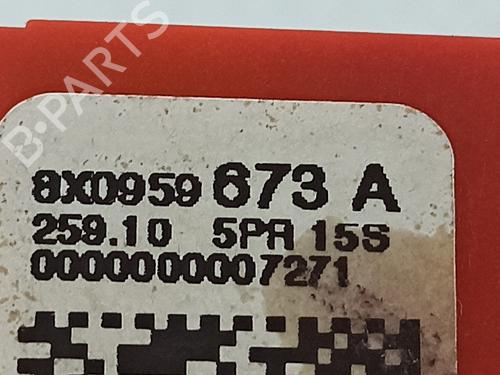 B-PARTS
8X0959 673 A
259.10 5PR 15S
0000000007271